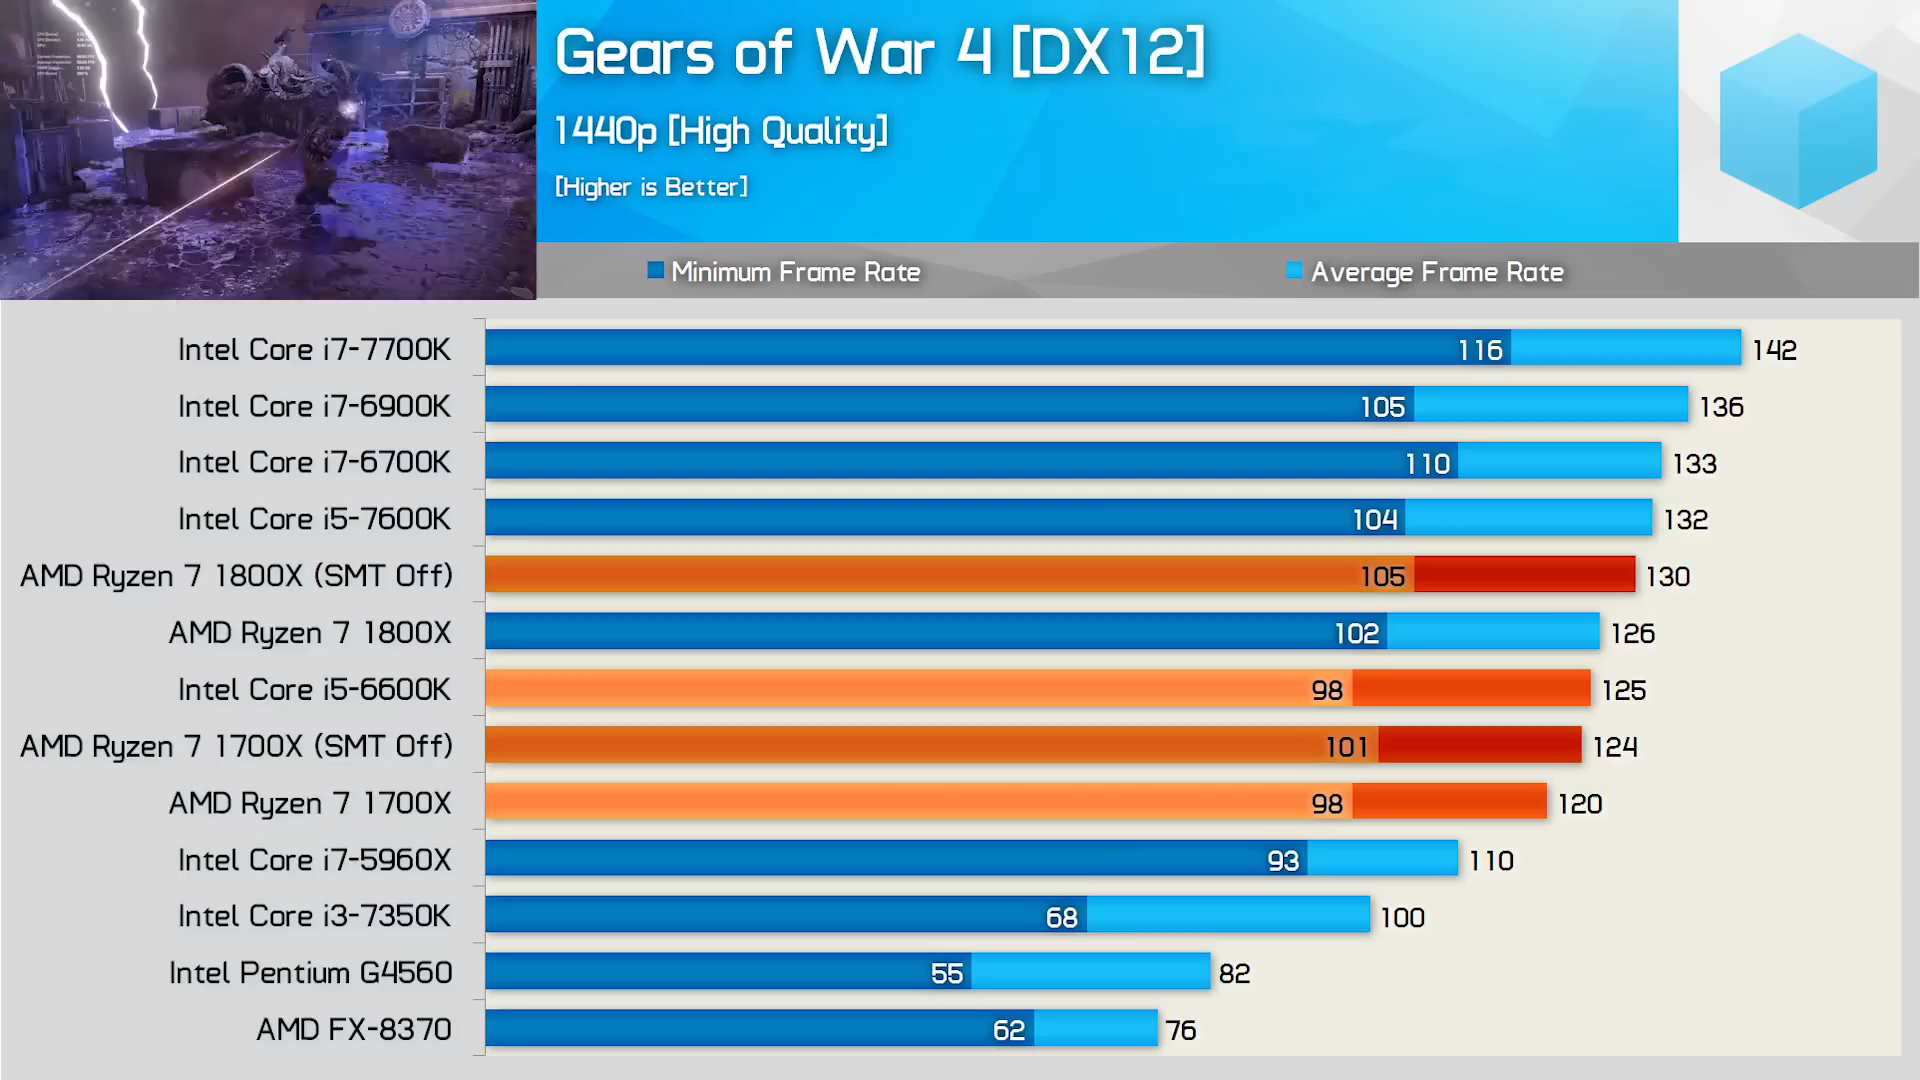 Gears of War 4 [DX12]
1440p [High Quality]
[Higher is Better]
Minimum Frame Rate
Average Frame Rate
Intel Core i7-7700K 116 142
Intel Core i7-6900K 105 136
Intel Core i7-6700K 110 133
Intel Core i5-7600K 104 132
AMD Ryzen 7 1800X (SMT Off) 105 130
AMD Ryzen 7 1800X 102 126
Intel Core i5-6600K 98 125
AMD Ryzen 7 1700X (SMT Off) 101 124
AMD Ryzen 7 1700X 98 120
Intel Core i7-5960X 93 110
Intel Core i3-7350K 68 100
Intel Pentium G4560 55 82
AMD FX-8370 62 76